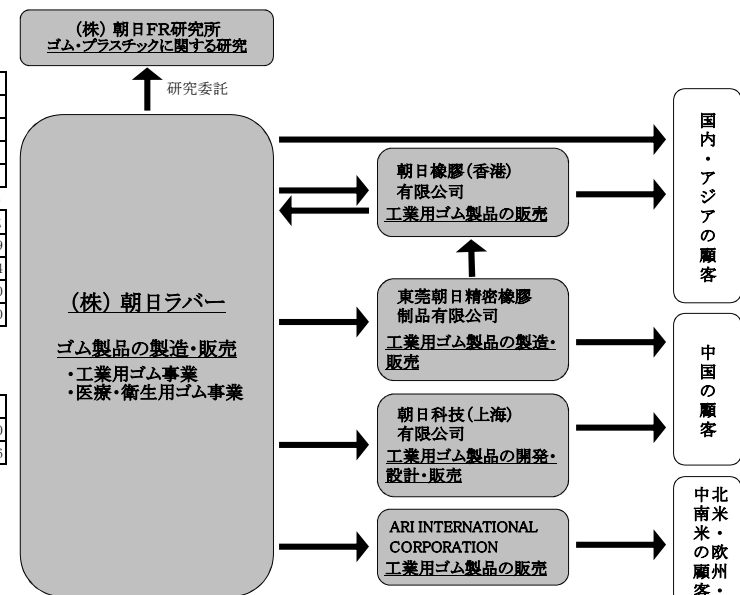 (株) 朝日FR研究所
ゴム・プラスチックに関する研究
研究委託
(株) 朝日ラバー
ゴム製品の製造・販売
・工業用ゴム事業
・医療・衛生用ゴム事業
朝日橡膠(香港)
有限公司
工業用ゴム製品の販売
東莞朝日精密橡膠
制品有限公司
工業用ゴム製品の製造・
販売
朝日科技(上海)
有限公司
工業用ゴム製品の開発・
設計・販売
ARI INTERNATIONAL
CORPORATION
工業用ゴム製品の販売
国内・アジアの顧客
中国の顧客
北米・欧州・
中南米の顧客